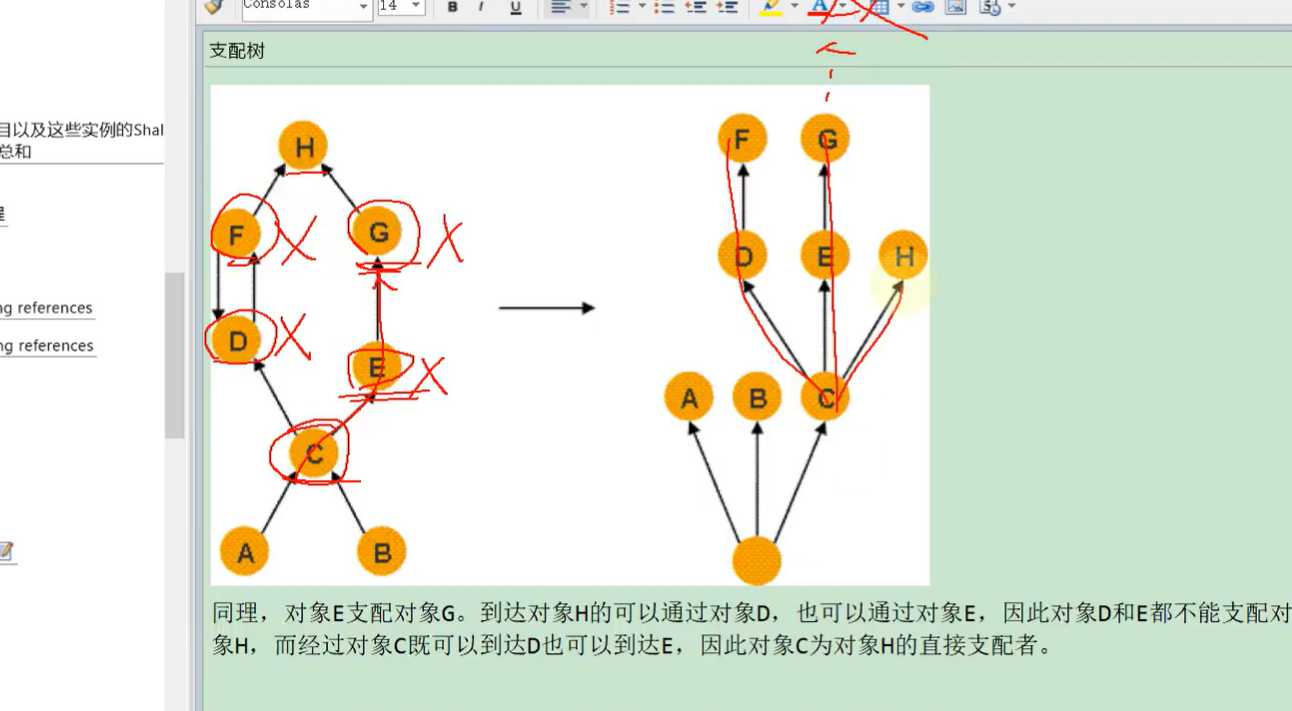 Consolas
14
B I U
A
支配树
目以及这些实例的Shal
总和
ng references
ng references
H
F
G
D
E
C
A
B
F
G
D
E
H
A
B
C
同理，对象E支配对象G。到达对象H的可以通过对象D，也可以通过对象E，因此对象D和E都不能支配对
象H，而经过对象C既可以到达D也可以到达E，因此对象C为对象H的直接支配者。